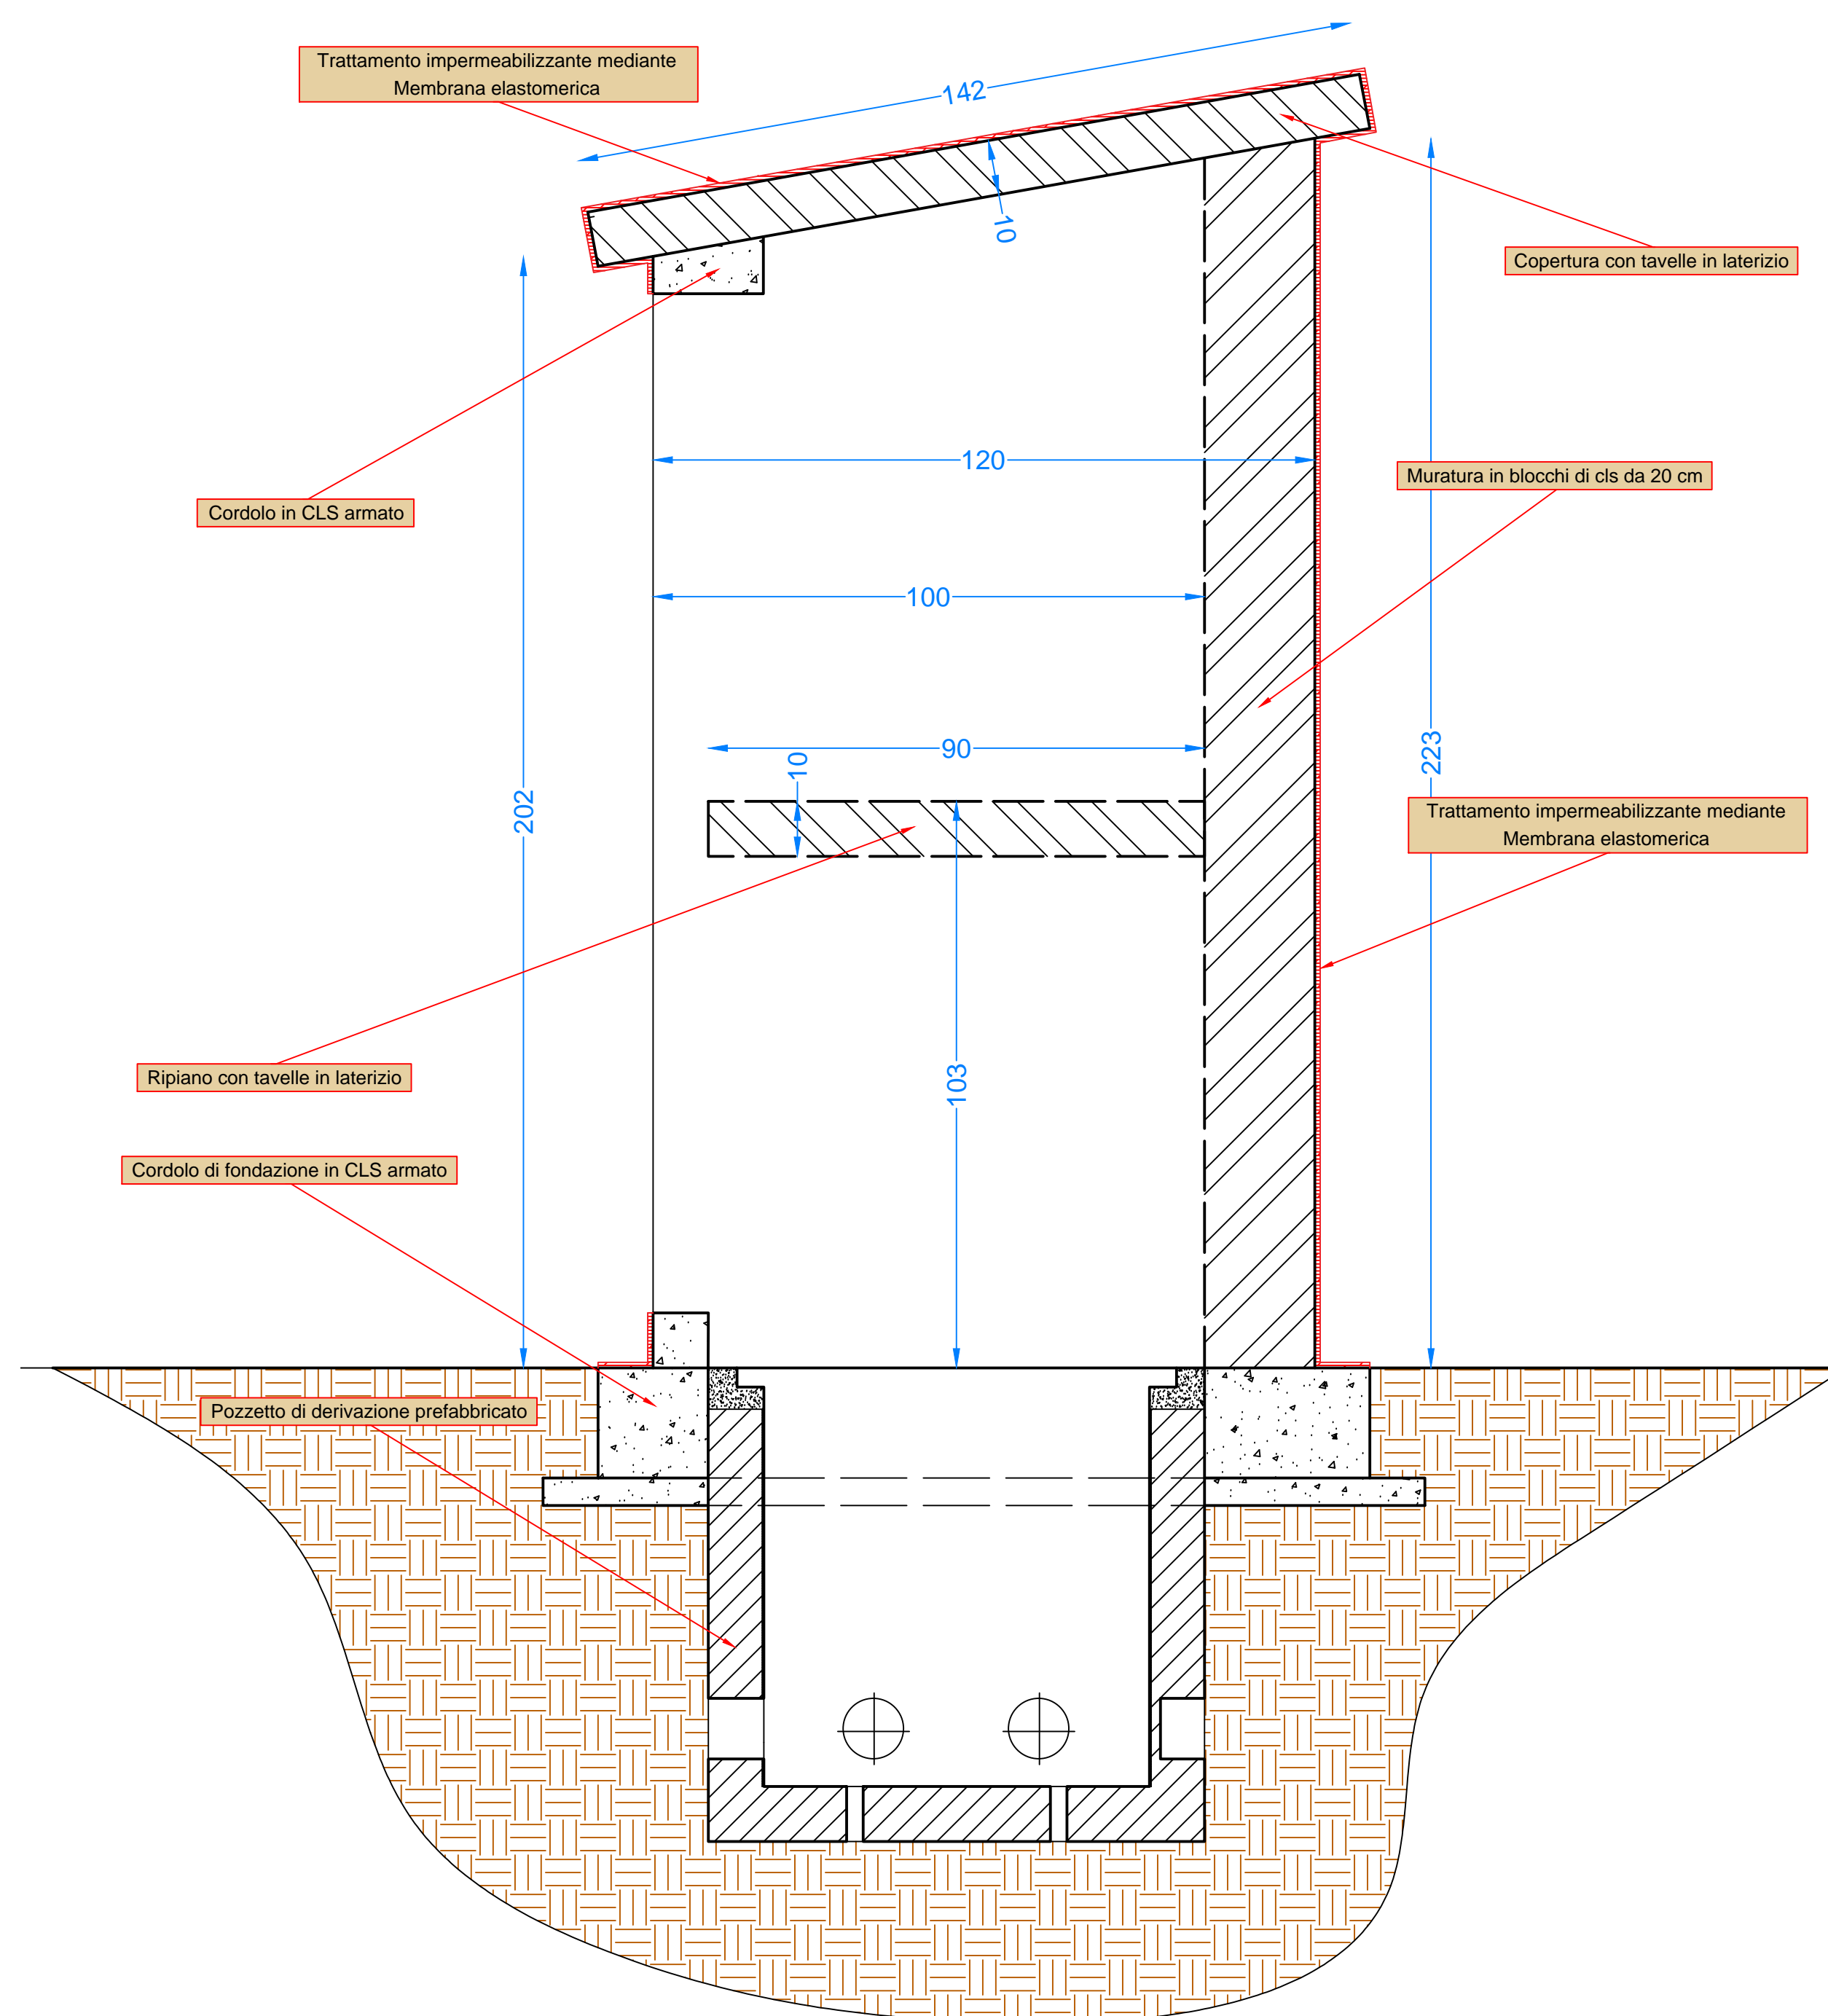 142
Trattamento impermeabilizzante mediante
Membrana elastomerica
10
Copertura con tavelle in laterizio
120
Muratura in blocchi di cls da 20 cm
Cordolo in CLS armato
100
90
10
223
202
Trattamento impermeabilizzante mediante
Membrana elastomerica
103
Ripiano con tavelle in laterizio
Cordolo di fondazione in CLS armato
Pozzetto di derivazione prefabbricato